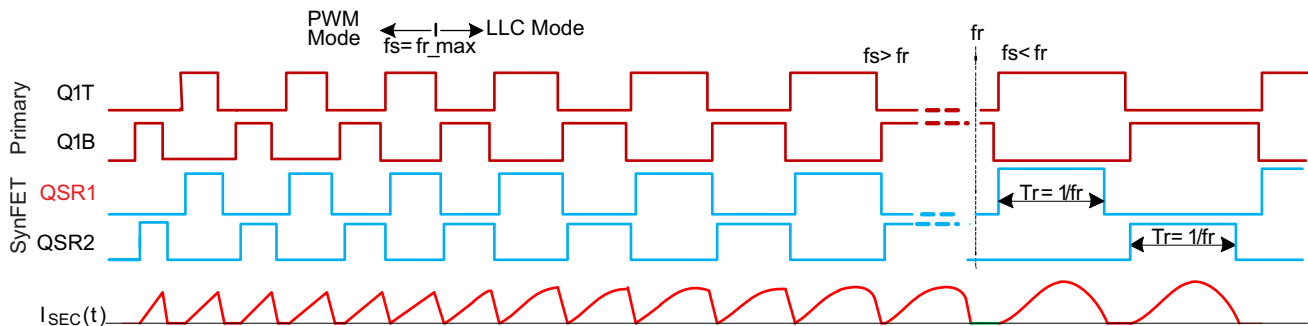 PWM Mode
LLC Mode
fs= fr_max
fr
fs> fr
fs< fr
Primary
Q1T
Q1B
SynFET
QSR1
Tr= 1/fr
QSR2
Tr= 1/fr
ISEC(t)